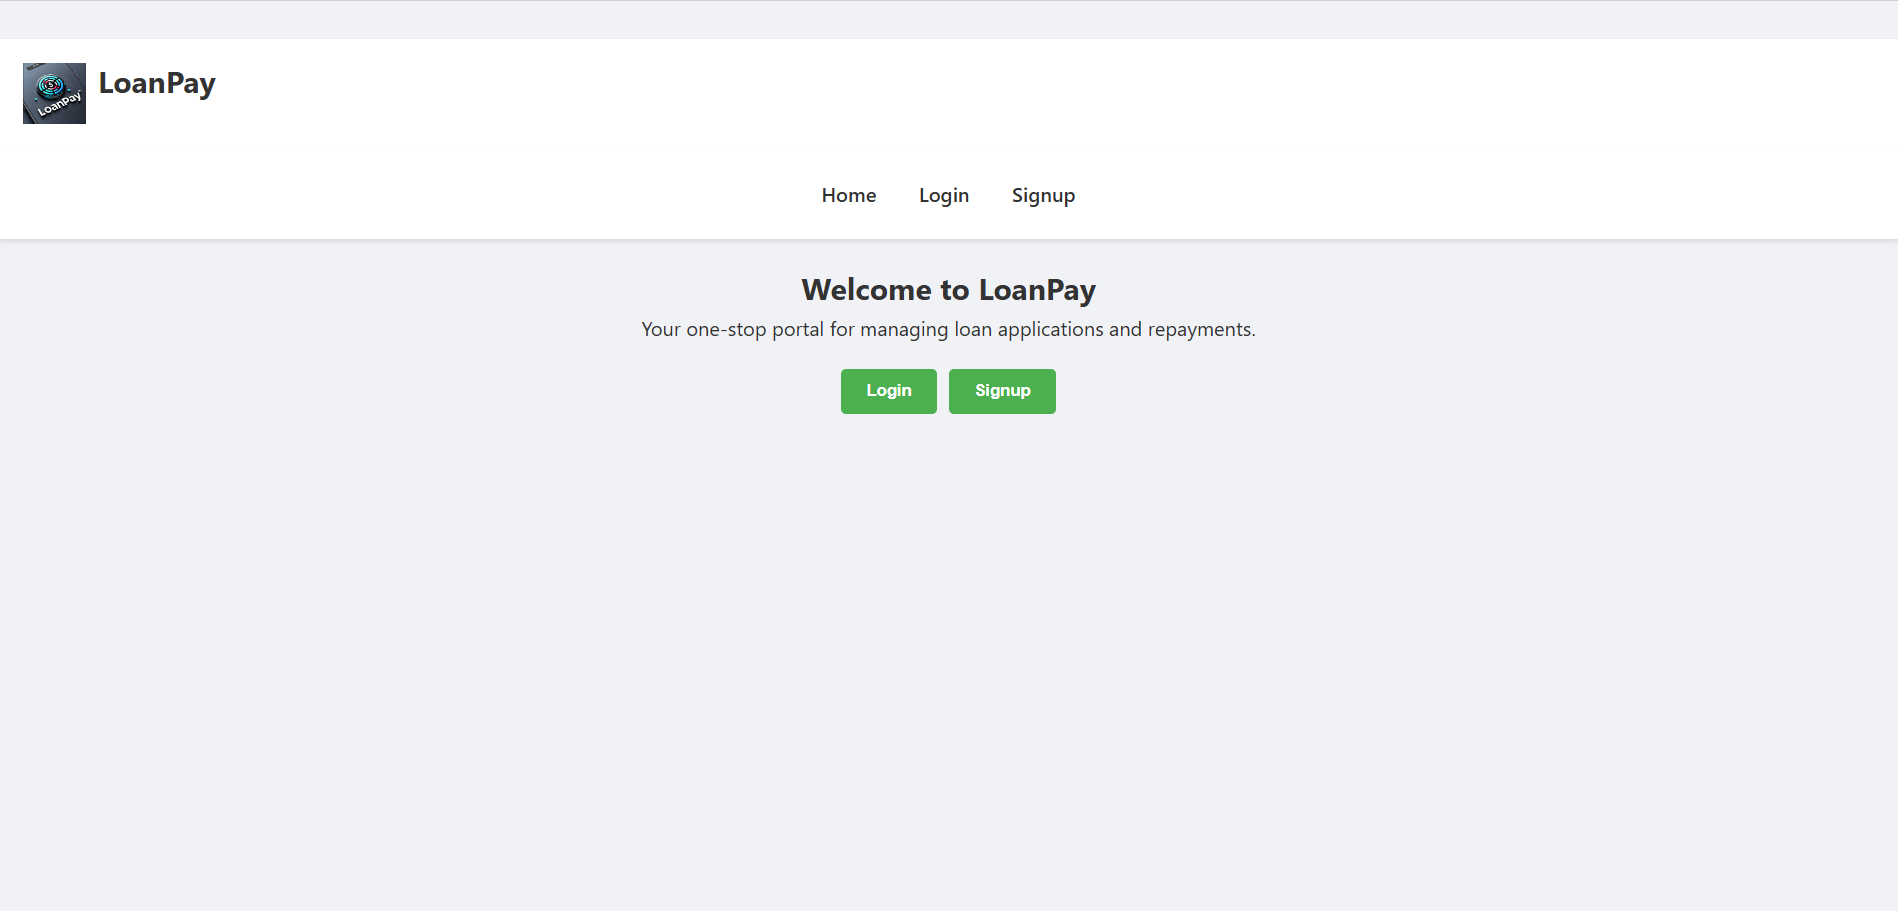 LoanPay
LoanPay
Home Login Signup
Welcome to LoanPay
Your one-stop portal for managing loan applications and repayments.
Login Signup